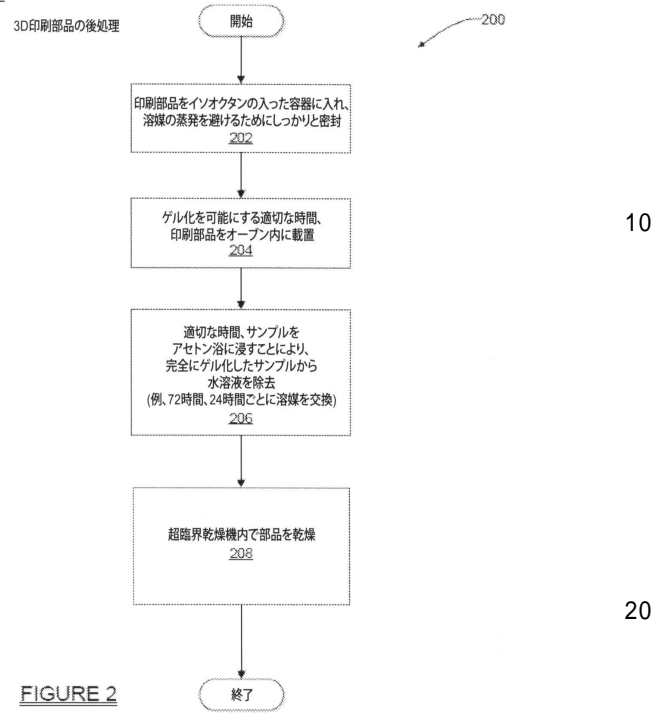 3D印刷部品の後処理
開始
200
印刷部品をイソオクタンの入った容器に入れ、
溶媒の蒸発を避けるためにしっかりと密封
202
ゲル化を可能にする適切な時間、
印刷部品をオーブン内に載置
204
10
適切な時間、サンプルを
アセトン浴に浸すことにより、
完全にゲル化したサンプルから
水溶液を除去
(例、72時間、24時間ごとに溶媒を交換)
206
超臨界乾燥機内で部品を乾燥
208
20
終了
FIGURE 2